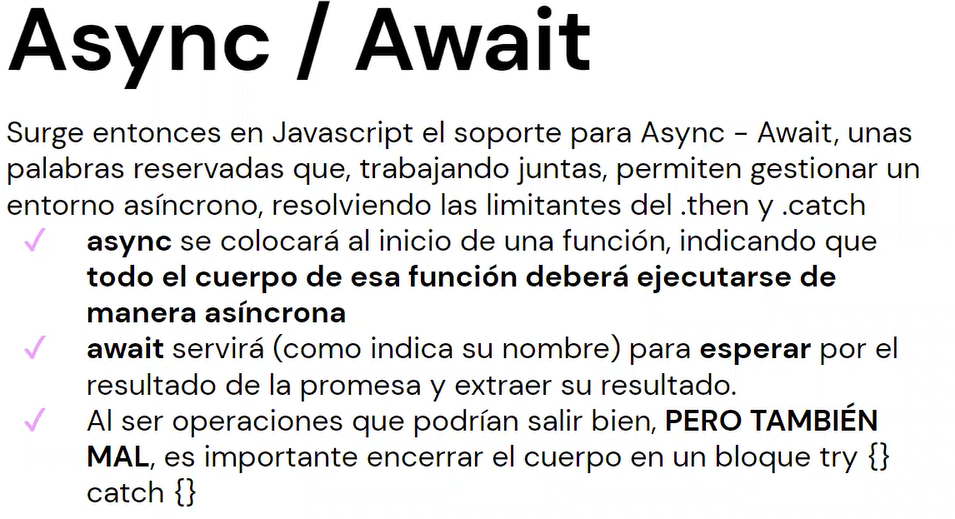 Async / Await
Surge entonces en Javascript el soporte para Async - Await, unas
palabras reservadas que, trabajando juntas, permiten gestionar un
entorno asíncrono, resolviendo las limitantes del .then y .catch
✓ async se colocará al inicio de una función, indicando que
todo el cuerpo de esa función deberá ejecutarse de
manera asíncrona
✓ await servirá (como indica su nombre) para esperar por el
resultado de la promesa y extraer su resultado.
✓ Al ser operaciones que podrían salir bien, PERO TAMBIÉN
MAL, es importante encerrar el cuerpo en un bloque try {}
catch {}